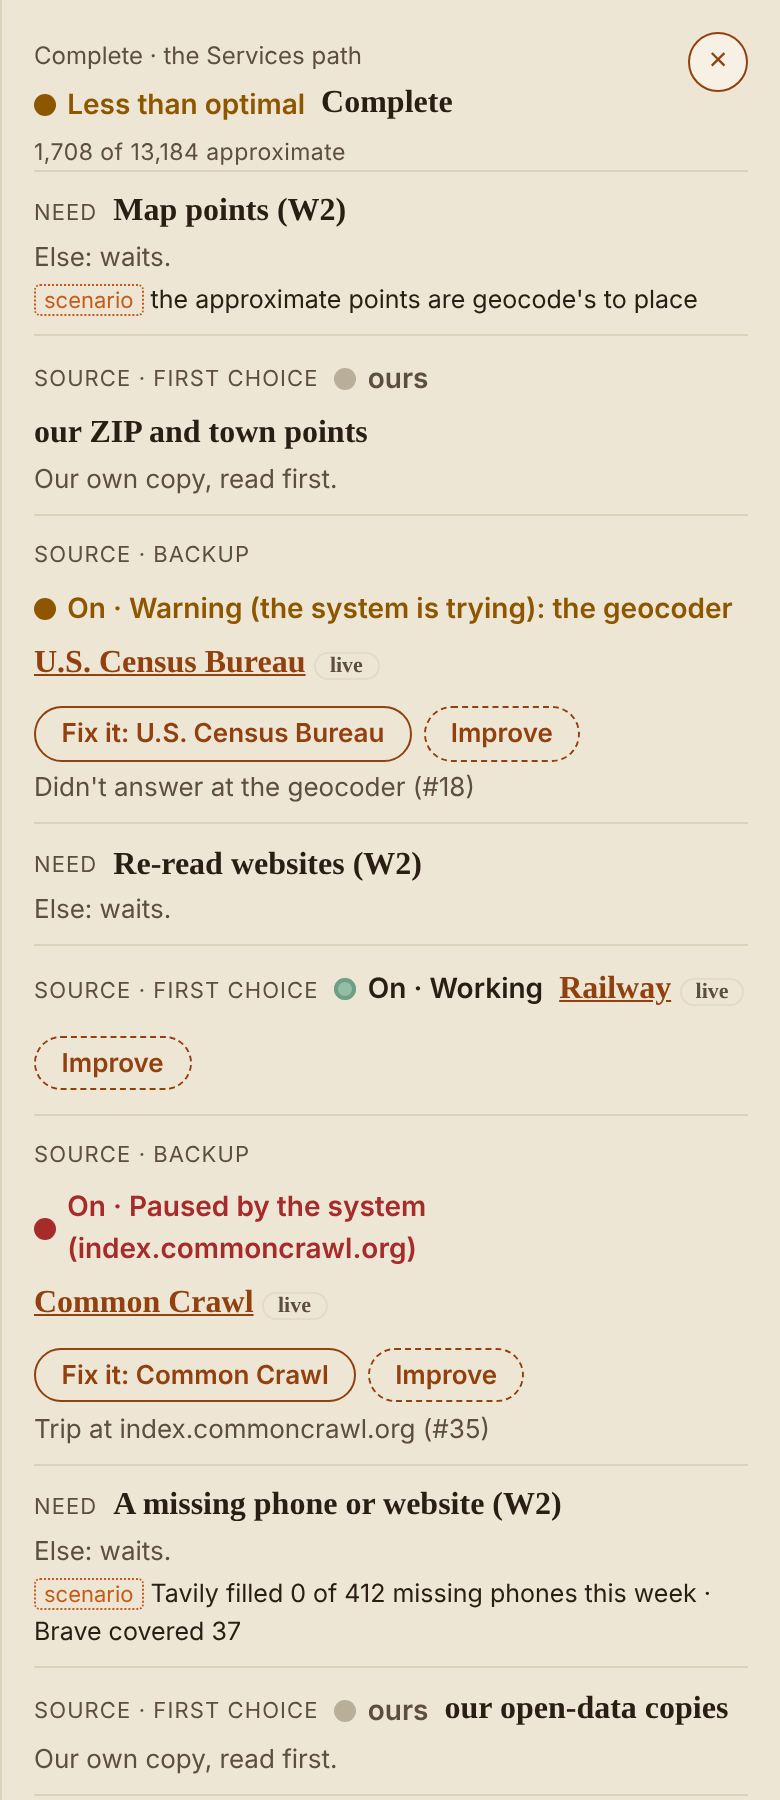 Complete · the Services path
×
Less than optimal Complete
1,708 of 13,184 approximate
NEED Map points (W2)
Else: waits.
scenario the approximate points are geocode's to place
SOURCE · FIRST CHOICE ours
our ZIP and town points
Our own copy, read first.
SOURCE · BACKUP
On · Warning (the system is trying): the geocoder
U.S. Census Bureau live
Fix it: U.S. Census Bureau Improve
Didn't answer at the geocoder (#18)
NEED Re-read websites (W2)
Else: waits.
SOURCE · FIRST CHOICE On · Working Railway live
Improve
SOURCE · BACKUP
On · Paused by the system
(index.commoncrawl.org)
Common Crawl live
Fix it: Common Crawl Improve
Trip at index.commoncrawl.org (#35)
NEED A missing phone or website (W2)
Else: waits.
scenario Tavily filled 0 of 412 missing phones this week ·
Brave covered 37
SOURCE · FIRST CHOICE ours our open-data copies
Our own copy, read first.